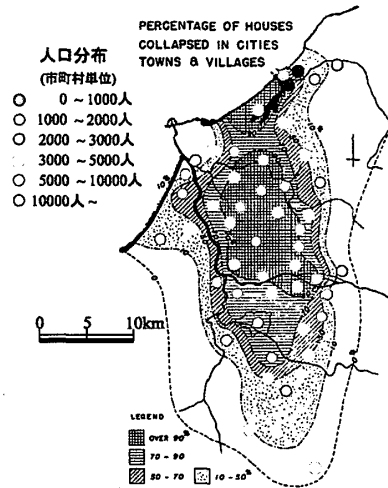 PERCENTAGE OF HOUSES
COLLAPSED IN CITIES
TOWNS & VILLAGES
人口分布
(市町村単位)
0 ~ 1000人
1000 ~ 2000人
2000 ~ 3000人
3000 ~ 5000人
5000 ~ 10000人
10000人 ~
0 5 10km
LEGEND
OVER 90%
70 - 90
50 - 70
10 - 50%